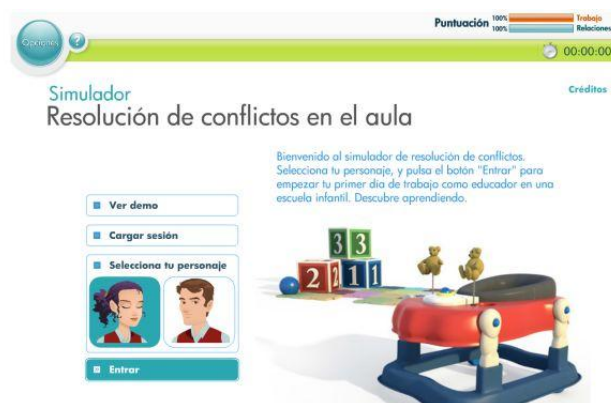 Puntuación 100% Trabajo
100% Relaciones
Opciones ?
00:00:00
Simulador
Créditos
Resolución de conflictos en el aula
Bienvenido al simulador de resolución de conflictos.
Selecciona tu personaje, y pulsa el botón "Entrar" para
empezar tu primer día de trabajo como educador en una
escuela infantil. Descubre aprendiendo.
Ver demo
Cargar sesión
Selecciona tu personaje
Entrar
3 3
2 2 1 1